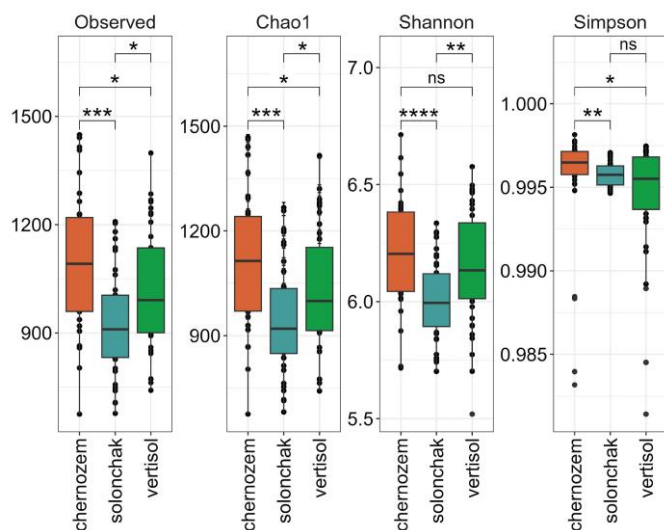 Observed
Chao1
Shannon
Simpson
*
*
***
1500
1200
900
chernozem
solonchak
vertisol
*
*
***
1500
1200
900
chernozem
solonchak
vertisol
**
ns
****
7.0
6.5
6.0
5.5
chernozem
solonchak
vertisol
ns
*
**
1.000
0.995
0.990
0.985
chernozem
solonchak
vertisol